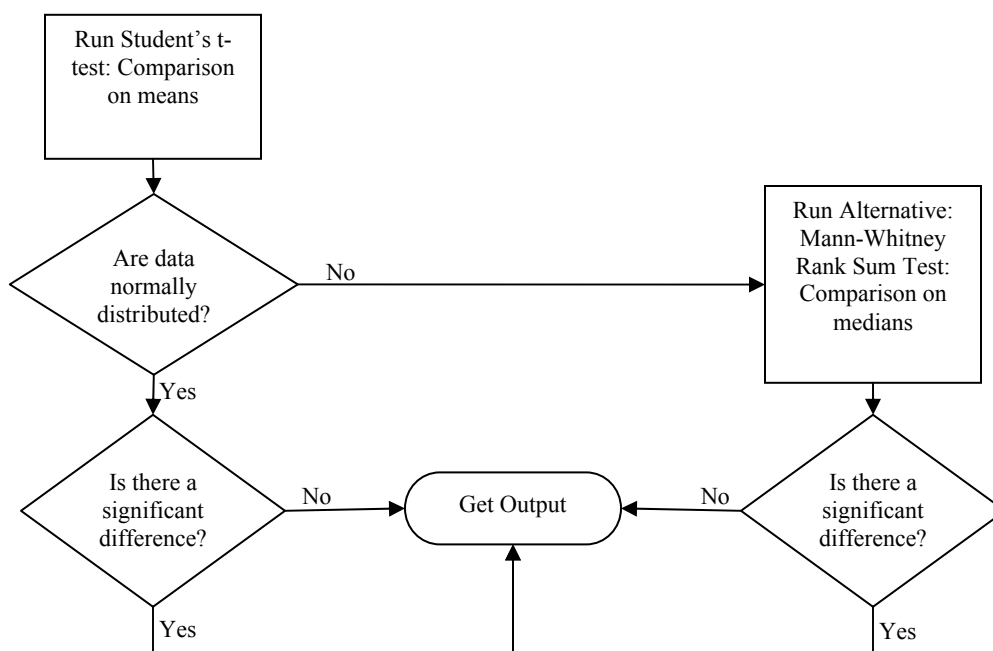 Run Student’s t-
test: Comparison
on means
Are data
normally
distributed?
No
Run Alternative:
Mann-Whitney
Rank Sum Test:
Comparison on
medians
Yes
Is there a
significant
difference?
No
Get Output
No
Is there a
significant
difference?
Yes
Yes